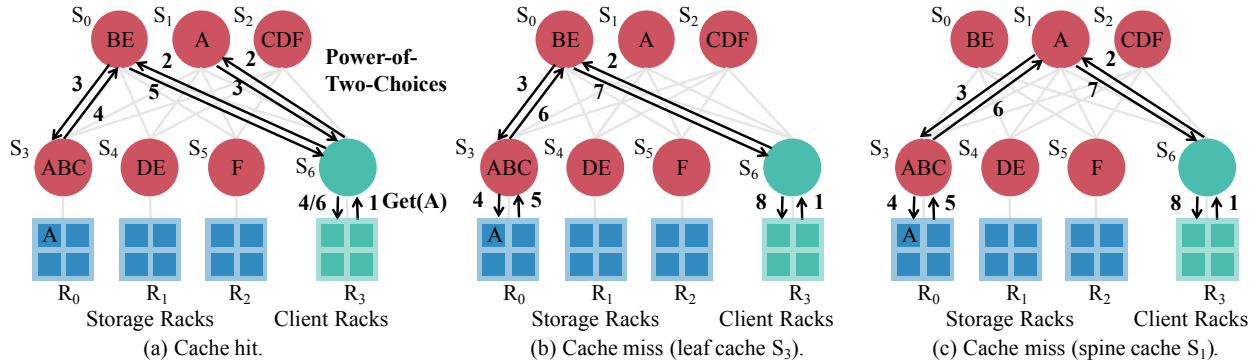 S0 S1 S2
BE A CDF
Power-of-
Two-Choices
2 2
3 5 3
4
S3 S4 S5 S6
ABC DE F
4/6 1 Get(A)
A
R0 R1 R2 R3
Storage Racks Client Racks
(a) Cache hit.
S0 S1 S2
BE A CDF
2
3 7
6
S3 S4 S5 S6
ABC DE F
4 5 8 1
A
R0 R1 R2 R3
Storage Racks Client Racks
(b) Cache miss (leaf cache S3).
S0 S1 S2
BE A CDF
2
3 7
6
S3 S4 S5 S6
ABC DE F
4 5 8 1
A
R0 R1 R2 R3
Storage Racks Client Racks
(c) Cache miss (spine cache S1).